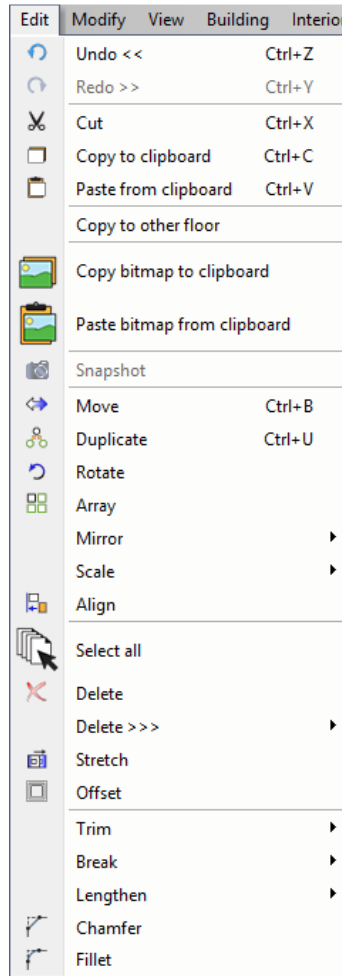 Edit Modify View Building Interio
Undo << Ctrl+Z
Redo >> Ctrl+Y
Cut Ctrl+X
Copy to clipboard Ctrl+C
Paste from clipboard Ctrl+V
Copy to other floor
Copy bitmap to clipboard
Paste bitmap from clipboard
Snapshot
Move Ctrl+B
Duplicate Ctrl+U
Rotate
Array
Mirror
Scale
Align
Select all
Delete
Delete >>>
Stretch
Offset
Trim
Break
Lengthen
Chamfer
Fillet